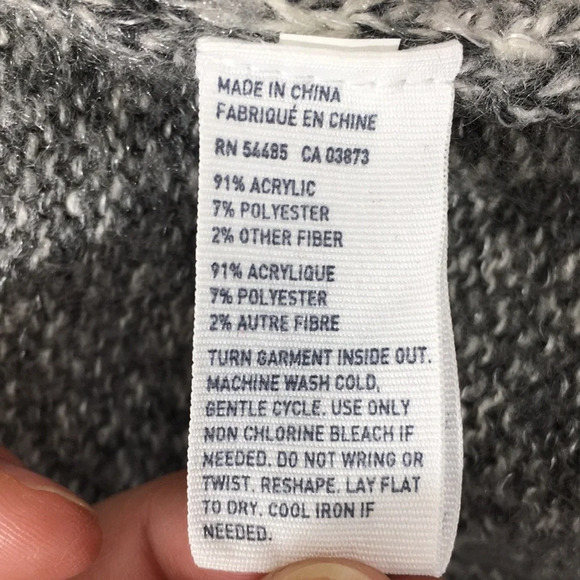 MADE IN CHINA
FABRIQUÉ EN CHINE
RN 54485 CA 03873
91% ACRYLIC
7% POLYESTER
2% OTHER FIBER
91% ACRYLIQUE
7% POLYESTER
2% AUTRE FIBRE
TURN GARMENT INSIDE OUT.
MACHINE WASH COLD,
GENTLE CYCLE. USE ONLY
NON CHLORINE BLEACH IF
NEEDED. DO NOT WRING OR
TWIST. RESHAPE. LAY FLAT
TO DRY. COOL IRON IF
NEEDED.